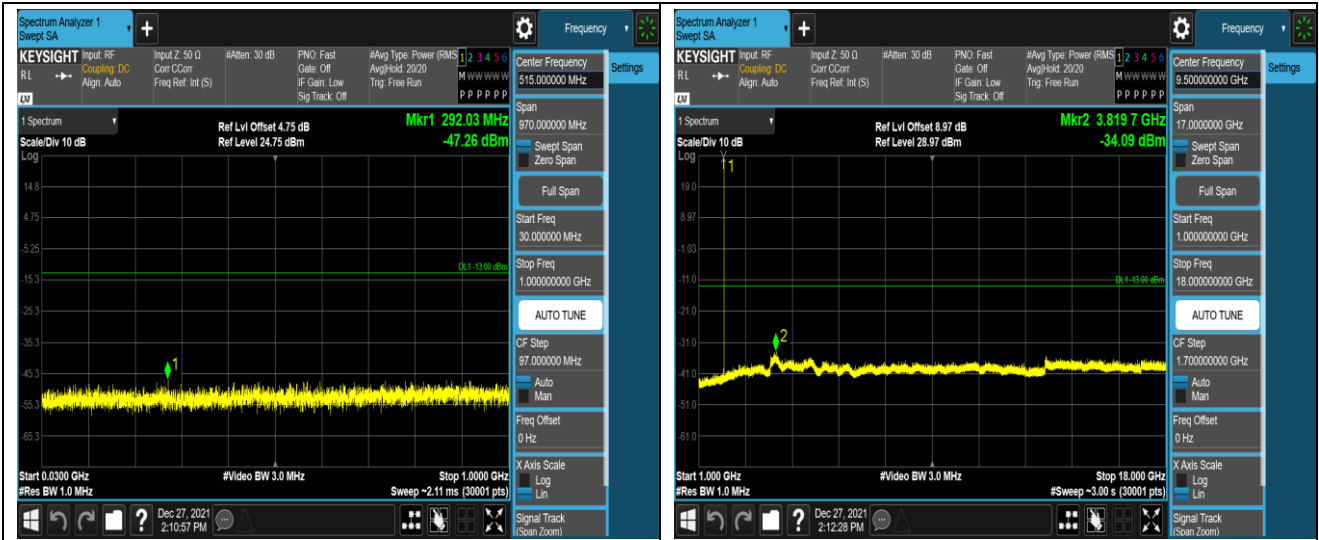 Spectrum Analyzer 1
Swept SA
+
Frequency
KEYSIGHT
Input: RF
Coupling: DC
Align: Auto
Input Z: 50 Ω
Corr CCorr
Freq Ref: Int (S)
#Atten: 30 dB
PNO: Fast
Gate: Off
IF Gain: Low
Sig Track: Off
#Avg Type: Power (RMS
Avg|Hold: 20/20
Trig: Free Run
1 2 3 4 5 6
M W W W W W
P P P P P P
RL
LXI
Center Frequency
515.000000 MHz
Settings
Span
970.000000 MHz
Swept Span
Zero Span
Full Span
Start Freq
30.000000 MHz
Stop Freq
1.000000000 GHz
AUTO TUNE
CF Step
97.000000 MHz
Auto
Man
Freq Offset
0 Hz
X Axis Scale
Log
Lin
Signal Track
(Span Zoom)
1 Spectrum
Scale/Div 10 dB
Log
Ref Lvl Offset 4.75 dB
Ref Level 24.75 dBm
Mkr1 292.03 MHz
-47.26 dBm
14.8
4.75
-5.25
DL1 -13.00 dBm
-15.3
-25.3
-35.3
1
-45.3
-55.3
-65.3
Start 0.0300 GHz
#Res BW 1.0 MHz
#Video BW 3.0 MHz
Stop 1.0000 GHz
Sweep ~2.11 ms (30001 pts)
?
Dec 27, 2021
2:10:57 PM
Spectrum Analyzer 1
Swept SA
+
Frequency
KEYSIGHT
Input: RF
Coupling: DC
Align: Auto
Input Z: 50 Ω
Corr CCorr
Freq Ref: Int (S)
#Atten: 30 dB
PNO: Fast
Gate: Off
IF Gain: Low
Sig Track: Off
#Avg Type: Power (RMS
Avg|Hold: 20/20
Trig: Free Run
1 2 3 4 5 6
M W W W W W
P P P P P P
RL
LXI
Center Frequency
9.500000000 GHz
Settings
Span
17.0000000 GHz
Swept Span
Zero Span
Full Span
Start Freq
1.000000000 GHz
Stop Freq
18.000000000 GHz
AUTO TUNE
CF Step
1.700000000 GHz
Auto
Man
Freq Offset
0 Hz
X Axis Scale
Log
Lin
Signal Track
(Span Zoom)
1 Spectrum
Scale/Div 10 dB
Log
Ref Lvl Offset 8.97 dB
Ref Level 28.97 dBm
Mkr2 3.819 7 GHz
-34.09 dBm
1
19.0
8.97
-1.03
-11.0
DL1 -13.00 dBm
-21.0
-31.0
2
-41.0
-51.0
-61.0
Start 1.000 GHz
#Res BW 1.0 MHz
#Video BW 3.0 MHz
Stop 18.000 GHz
#Sweep ~3.00 s (30001 pts)
?
Dec 27, 2021
2:12:28 PM